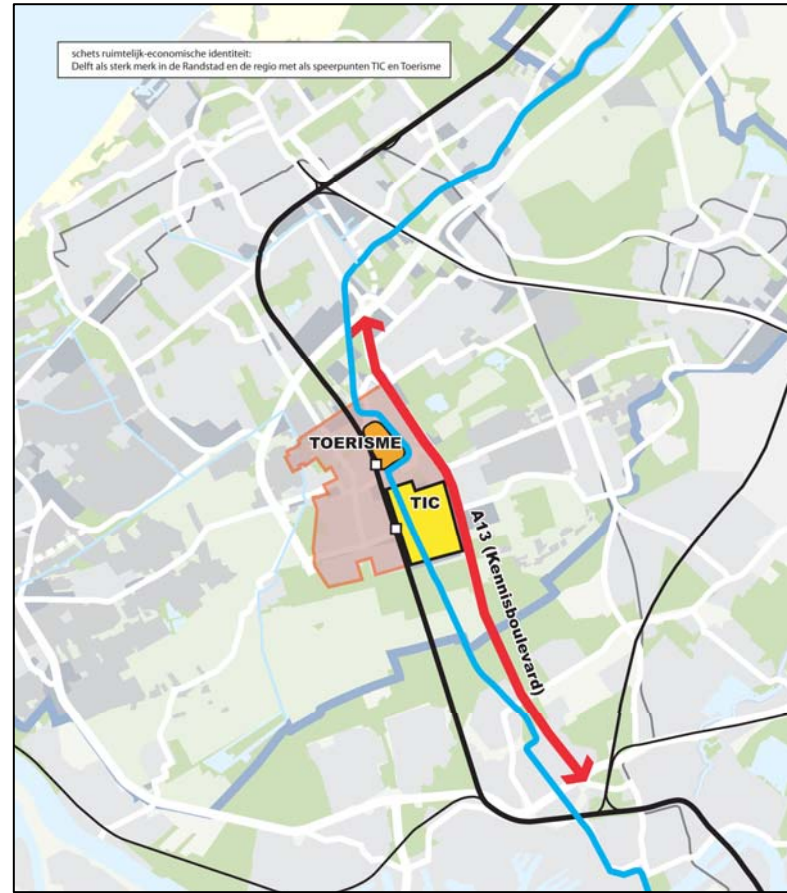 schets ruimtelijk-economische identiteit:
Delft als sterk merk in de Randstad en de regio met als speerpunten TIC en Toerisme
TOERISME
TIC
A13 (Kennisboulevard)